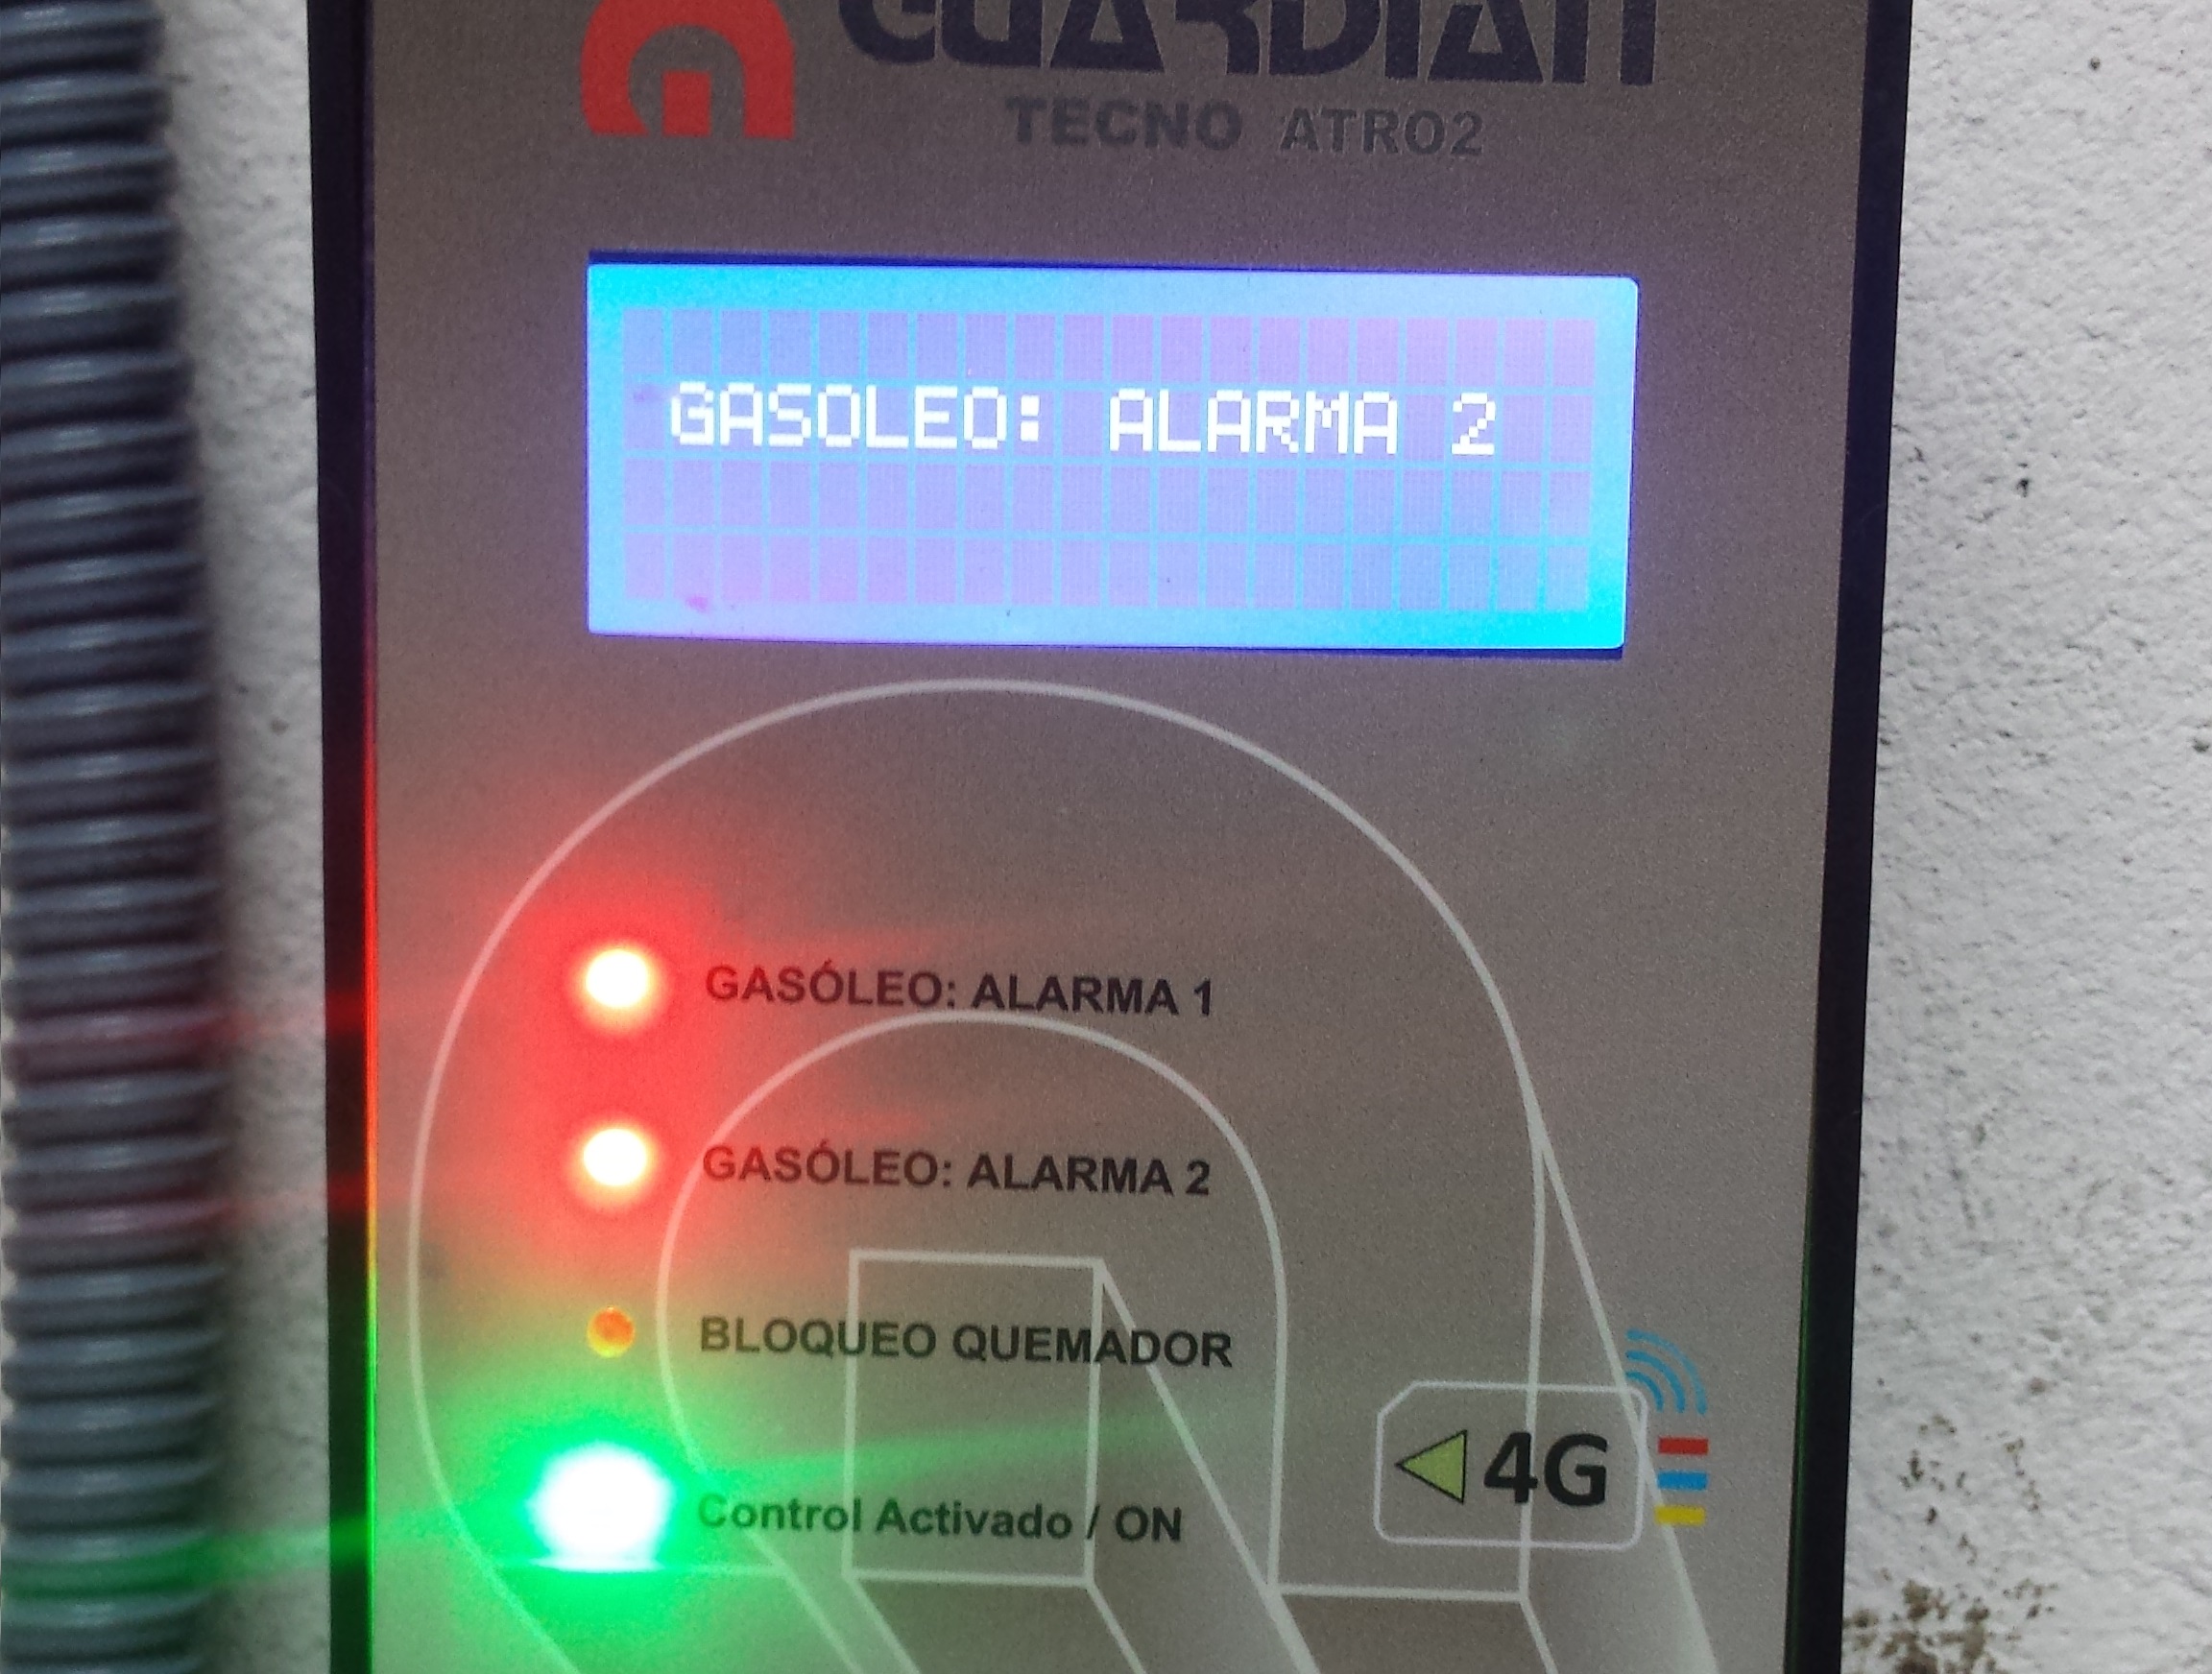 GUARDIAN
TECNO ATRO2
GASOLEO: ALARMA 2
GASÓLEO: ALARMA 1
GASÓLEO: ALARMA 2
BLOQUEO QUEMADOR
4G
Control Activado / ON